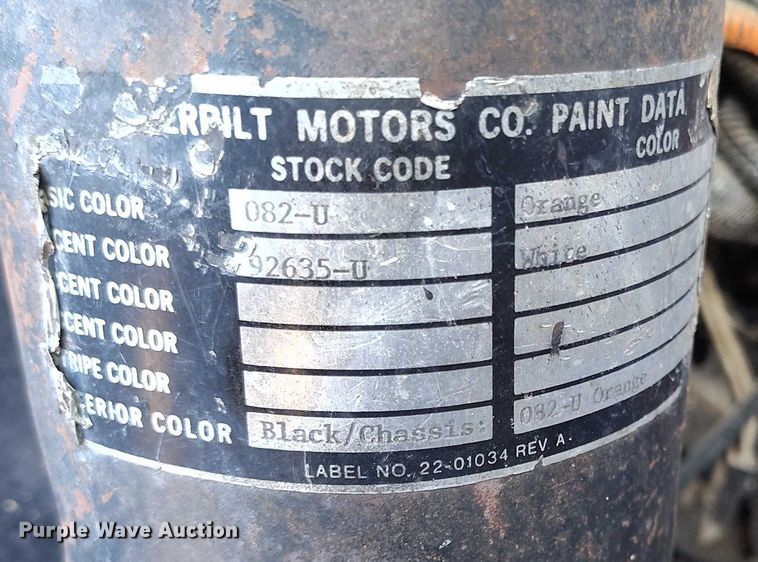 ERBILT MOTORS CO. PAINT DATA
STOCK CODE COLOR
SIC COLOR 082-U Orange
CENT COLOR 92635-U White
CENT COLOR
CENT COLOR
RIPE COLOR
ERIOR COLOR Black/Chassis: 082-U Orange
LABEL NO. 22-01034 REV. A.
Purple Wave Auction